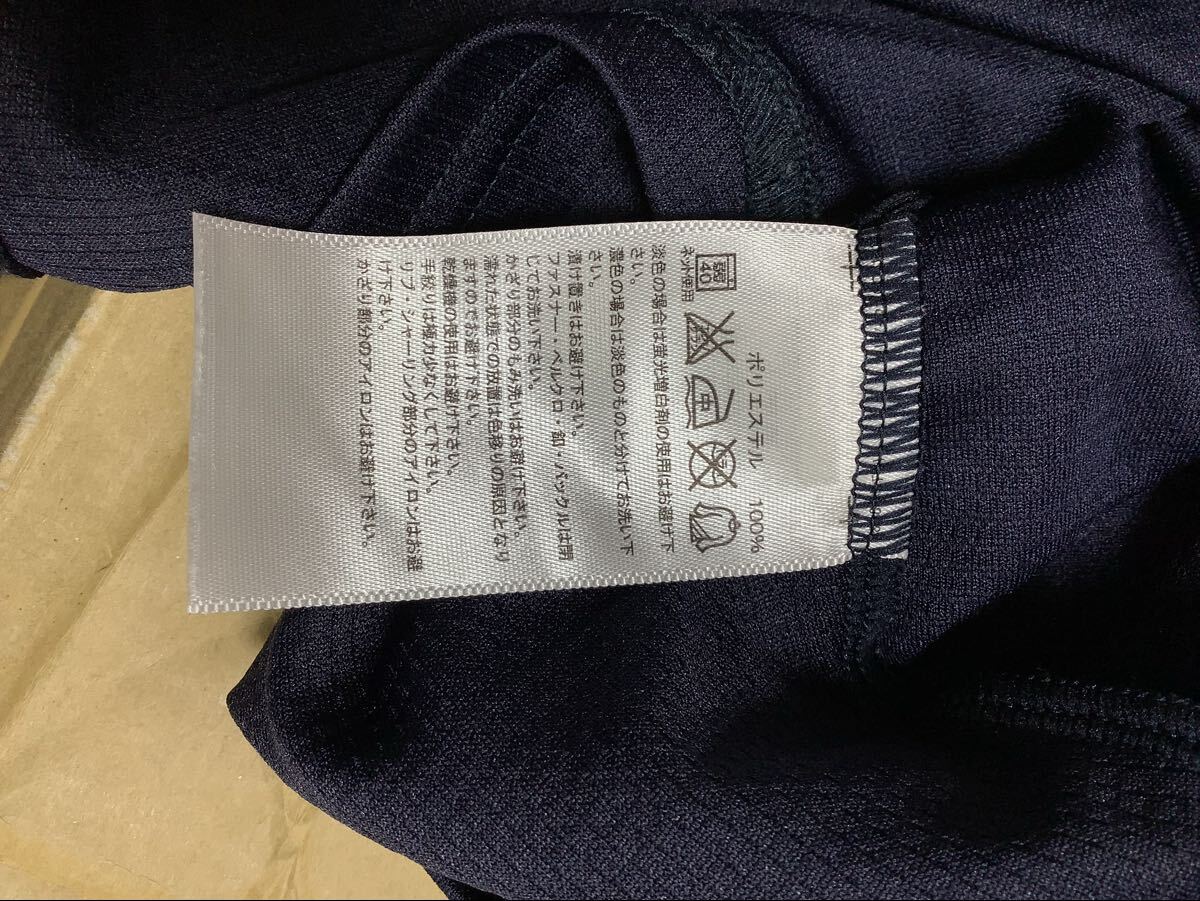 ポリエステル 100%
弱 40
ネット使用
淡色の場合は蛍光増白剤の使用はお避け下
さい。
濃色の場合は淡色のものと分けてお洗い下
さい。
漬け置きはお避け下さい。
ファスナー・ベルクロ・釦・バックルは閉
じてお洗い下さい。
かざり部分のもみ洗いはお避け下さい。
濡れた状態での放置は色移りの原因となり
ますのでお避け下さい。
乾燥機の使用はお避け下さい。
手絞りは極力少なくして下さい。
リブ・シャーリング部分のアイロンはお避
け下さい。
かざり部分のアイロンはお避け下さい。